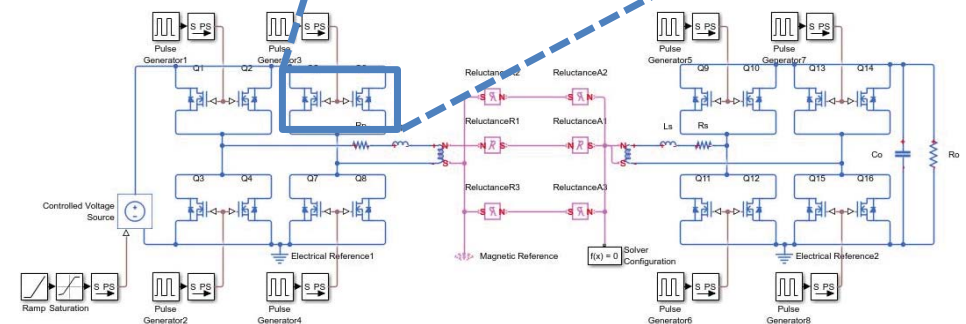 S PS
S PS
S PS
S PS
Pulse
Generator1
Pulse
Generator3
Pulse
Generator5
Pulse
Generator7
Q1
Q2
Q9
Q10
Q13
Q14
ReluctanceA2
ReluctanceR1
ReluctanceA1
S N
S N
N S
N S
Rp
N
S
Ls
Rs
N
S
Co
Ro
Q3
Q4
Q7
Q8
ReluctanceR3
ReluctanceA3
S N
S N
Q11
Q12
Q15
Q16
Controlled Voltage
Source
Electrical Reference1
Magnetic Reference
f(x) = 0
Solver
Configuration
Electrical Reference2
Ramp
Saturation
S PS
S PS
S PS
S PS
S PS
Pulse
Generator2
Pulse
Generator4
Pulse
Generator6
Pulse
Generator8